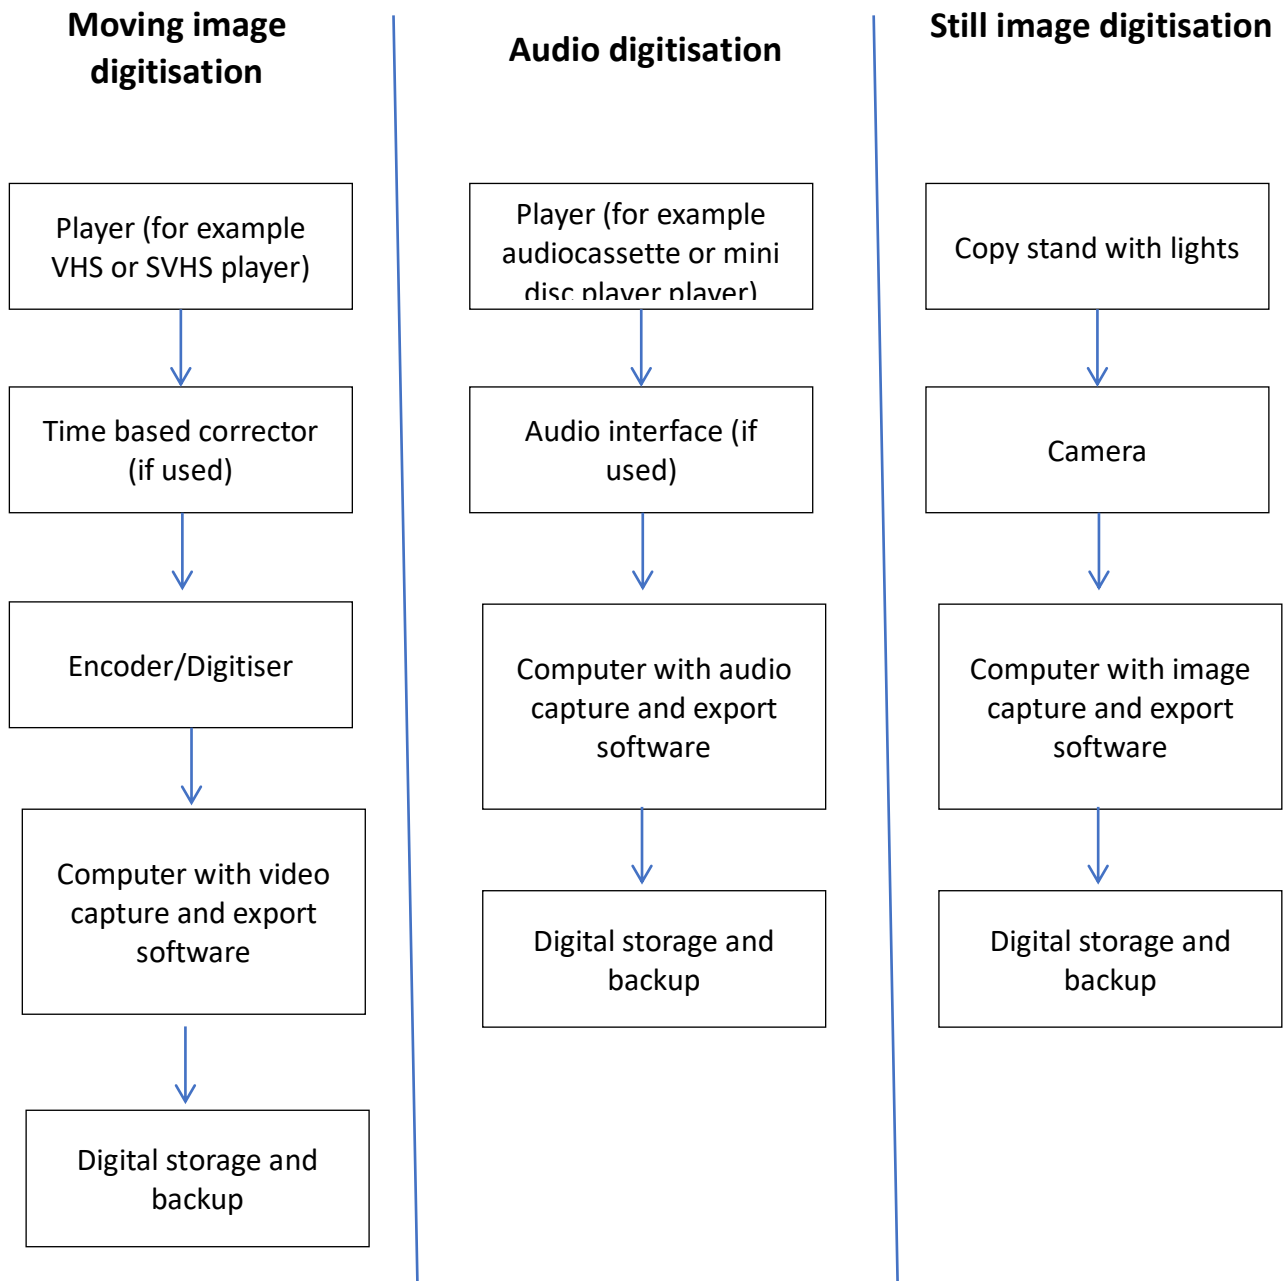 Moving image
digitisation
Player (for example
VHS or SVHS player)
Time based corrector
(if used)
Encoder/Digitiser
Computer with video
capture and export
software
Digital storage and
backup
Audio digitisation
Player (for example
audiocassette or mini
disc player player)
Audio interface (if
used)
Computer with audio
capture and export
software
Digital storage and
backup
Still image digitisation
Copy stand with lights
Camera
Computer with image
capture and export
software
Digital storage and
backup